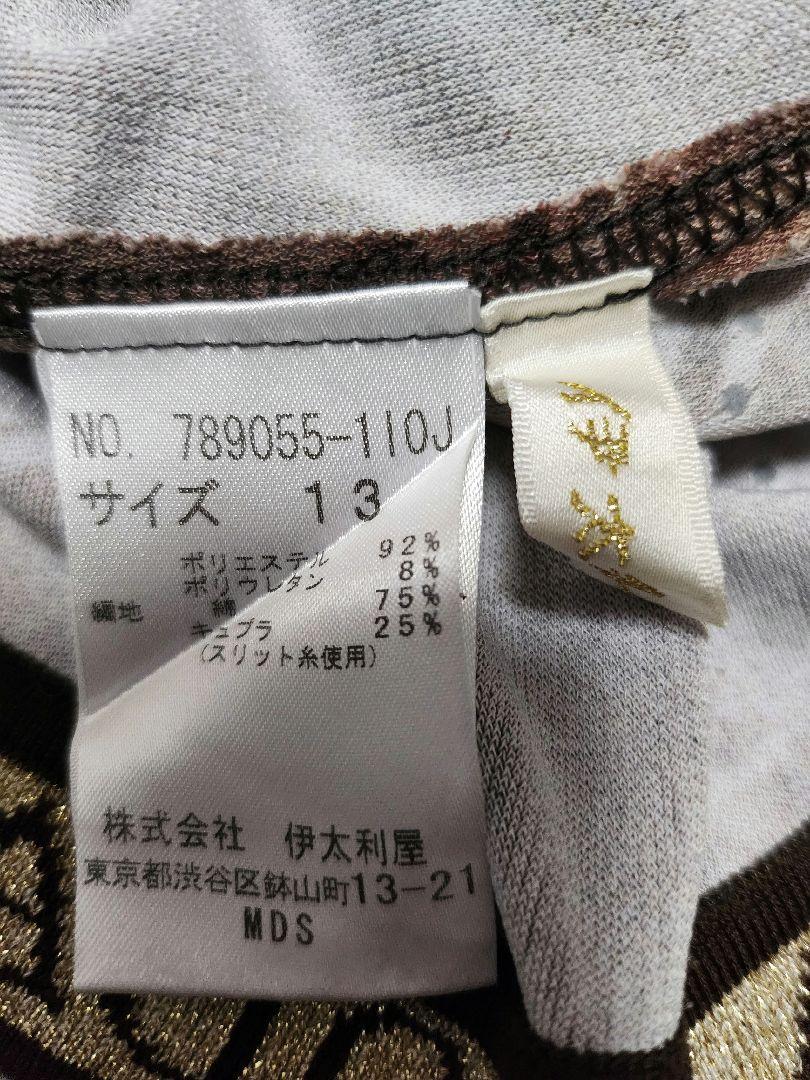 NO. 789055-110J
サイズ 13
ポリエステル 92%
ポリウレタン 8%
編地 綿 75%
キュプラ 25%
(スリット糸使用)
株式会社 伊太利屋
東京都渋谷区鉢山町13-21
MDS
伊太